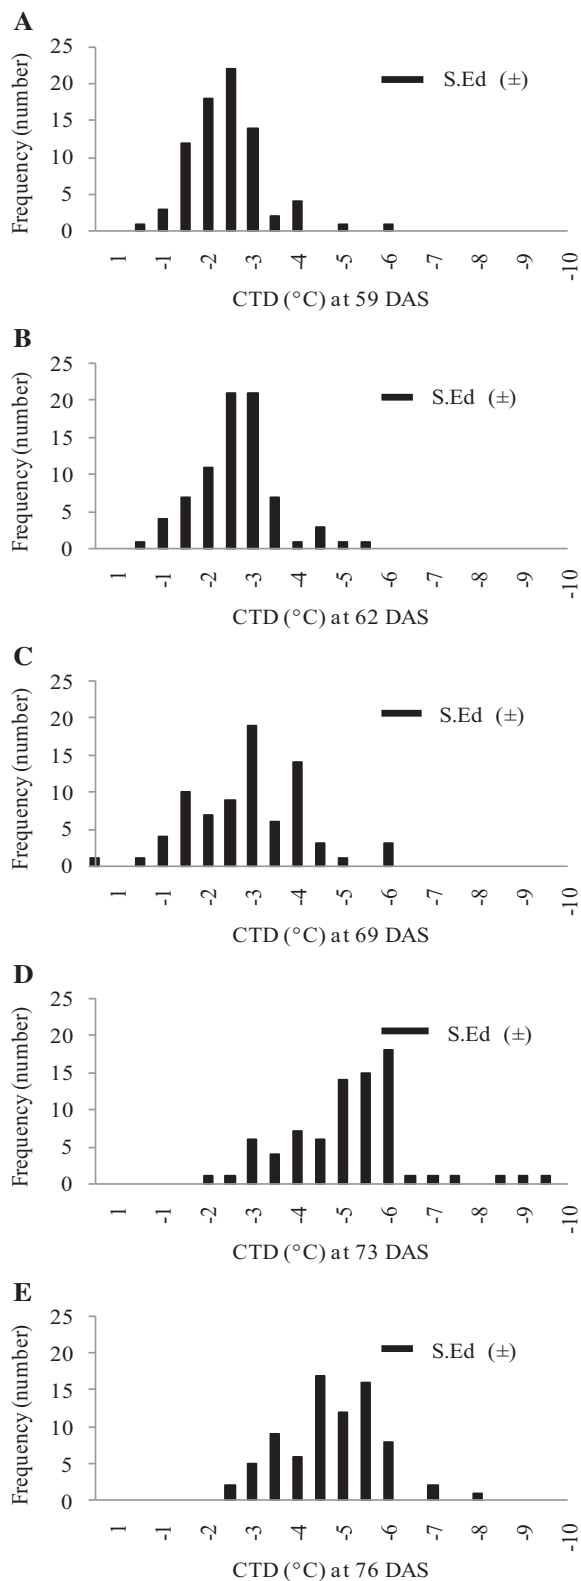 A
Frequency (number)
25
20
15
10
5
0
S.Ed (±)
1 -1 -2 -3 -4 -5 -6 -7 -8 -9 -10
CTD (°C) at 59 DAS
B
Frequency (number)
25
20
15
10
5
0
S.Ed (±)
1 -1 -2 -3 -4 -5 -6 -7 -8 -9 -10
CTD (°C) at 62 DAS
C
Frequency (number)
25
20
15
10
5
0
S.Ed (±)
1 -1 -2 -3 -4 -5 -6 -7 -8 -9 -10
CTD (°C) at 69 DAS
D
Frequency (number)
25
20
15
10
5
0
S.Ed (±)
1 -1 -2 -3 -4 -5 -6 -7 -8 -9 -10
CTD (°C) at 73 DAS
E
Frequency (number)
25
20
15
10
5
0
S.Ed (±)
1 -1 -2 -3 -4 -5 -6 -7 -8 -9 -10
CTD (°C) at 76 DAS